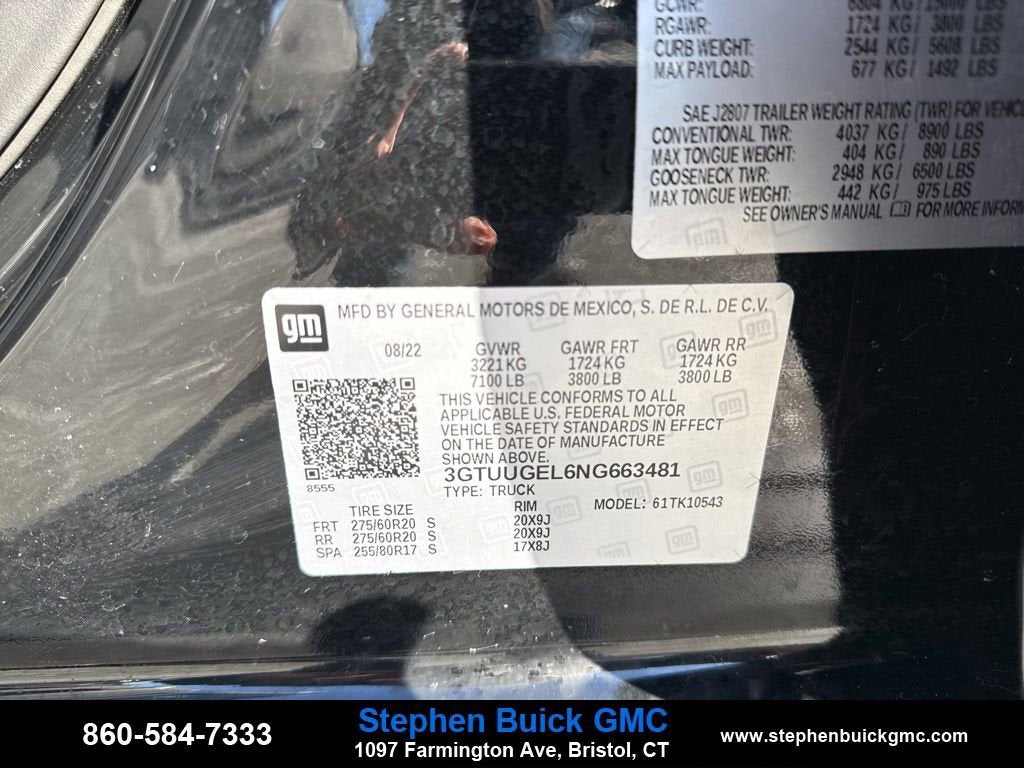 GCWR: 6804 KG/ 15000 LBS
RGAWR: 1724 KG / 3800 LBS
CURB WEIGHT: 2544 KG/ 5608 LBS
MAX PAYLOAD: 677 KG/ 1492 LBS
SAE J2807 TRAILER WEIGHT RATING (TWR) FOR
CONVENTIONAL TWR: 4037 KG / 8900 LBS
MAX TONGUE WEIGHT: 404 KG / 890 LBS
GOOSENECK TWR: 2948 KG / 6500 LBS
MAX TONGUE WEIGHT: 442 KG / 975 LBS
SEE OWNER'S MANUAL FOR MORE
gm
MFD BY GENERAL MOTORS DE MEXICO, S. DE R.L. DE C.V.
08/22 GVWR GAWR FRT GAWR RR
3221 KG 1724 KG 1724 KG
7100 LB 3800 LB 3800 LB
THIS VEHICLE CONFORMS TO ALL
APPLICABLE U.S. FEDERAL MOTOR
VEHICLE SAFETY STANDARDS IN EFFECT
ON THE DATE OF MANUFACTURE
SHOWN ABOVE.
8555
3GTUUGEL6NG663481
TYPE: TRUCK
TIRE SIZE RIM MODEL: 61TK10543
FRT 275/60R20 S 20X9J
RR 275/60R20 S 20X9J
SPA 255/80R17 S 17X8J
860-584-7333
Stephen Buick GMC
1097 Farmington Ave, Bristol, CT
www.stephenbuickgmc.com